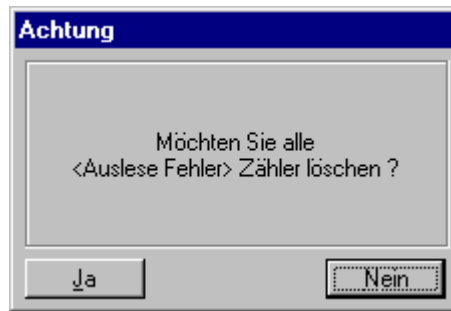 Achtung
Möchten Sie alle
<Auslese Fehler> Zähler löschen ?
Ja
Nein